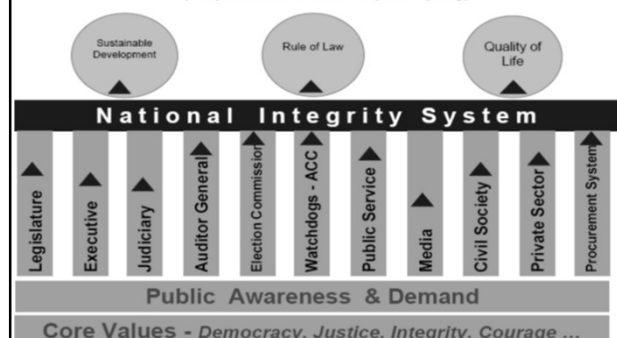 Sustainable
Development
Rule of Law
Quality of
Life
National Integrity System
Legislature
Executive
Judiciary
Auditor General
Election Commission
Watchdogs - ACC
Public Service
Media
Civil Society
Private Sector
Procurement System
Public Awareness & Demand
Core Values - Democracy, Justice, Integrity, Courage ...